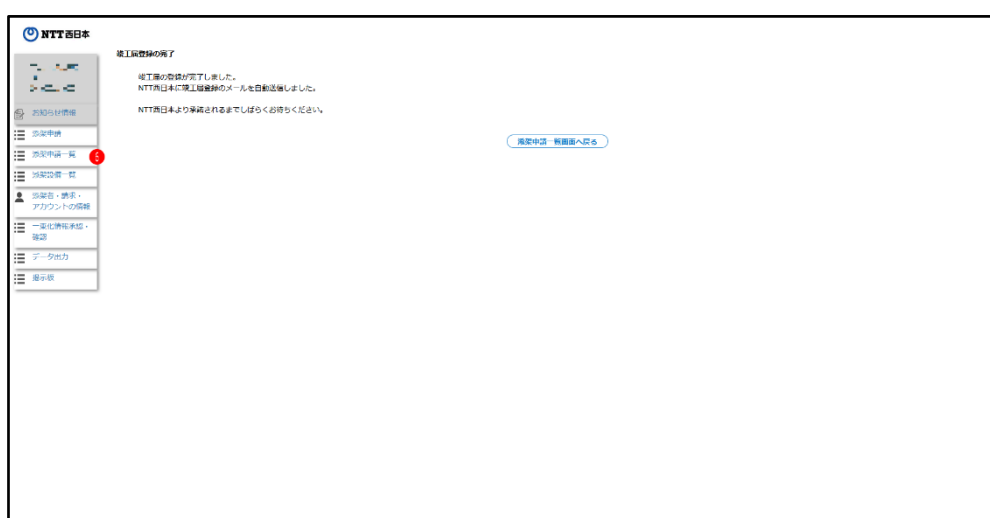 NTT西日本
竣工届登録の完了
竣工届の登録が完了しました。
NTT西日本に竣工届登録のメールを自動送信しました。
NTT西日本より承諾されるまでしばらくお待ちください。
添架申請一覧画面へ戻る
お知らせ情報
添架申請
添架申請一覧
5
添架設備一覧
添架者・請求・
アカウントの情報
一束化情報承認・
確認
データ出力
掲示板